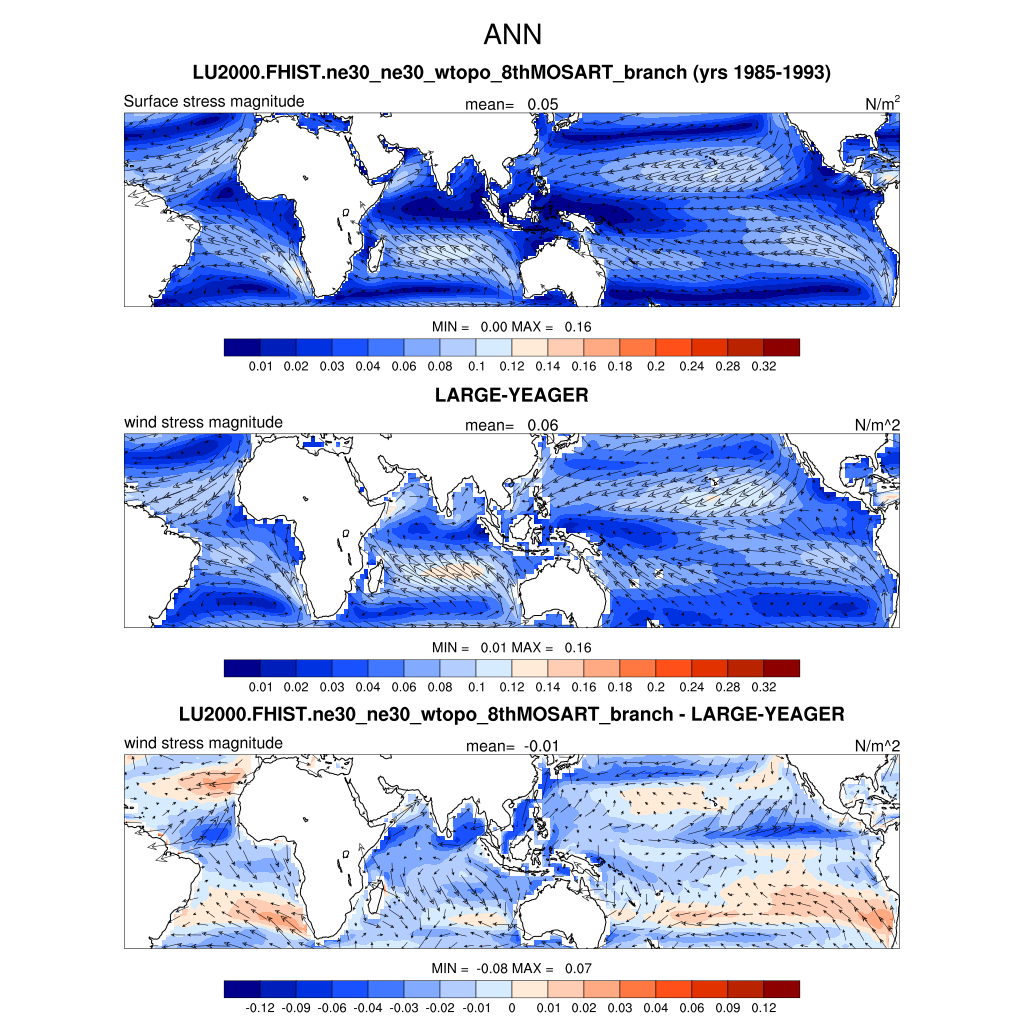 ANN
LU2000.FHIST.ne30_ne30_wtopo_8thMOSART_branch (yrs 1985-1993)
Surface stress magnitude mean= 0.05 N/m2
MIN = 0.00 MAX = 0.16
0.01 0.02 0.03 0.04 0.06 0.08 0.1 0.12 0.14 0.16 0.18 0.2 0.24 0.28 0.32
LARGE-YEAGER
wind stress magnitude mean= 0.06 N/m^2
MIN = 0.01 MAX = 0.16
0.01 0.02 0.03 0.04 0.06 0.08 0.1 0.12 0.14 0.16 0.18 0.2 0.24 0.28 0.32
LU2000.FHIST.ne30_ne30_wtopo_8thMOSART_branch - LARGE-YEAGER
wind stress magnitude mean= -0.01 N/m^2
MIN = -0.08 MAX = 0.07
-0.12 -0.09 -0.06 -0.04 -0.03 -0.02 -0.01 0 0.01 0.02 0.03 0.04 0.06 0.09 0.12